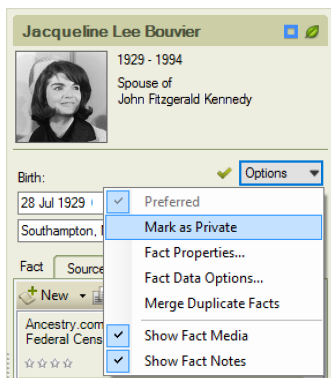 Jacqueline Lee Bouvier
1929 - 1994
Spouse of
John Fitzgerald Kennedy
Birth:
Options
28 Jul 1929
Southampton,
Preferred
Mark as Private
Fact Properties...
Fact Data Options...
Merge Duplicate Facts
Show Fact Media
Show Fact Notes
Fact
Source
New
Ancestry.com
Federal Cens